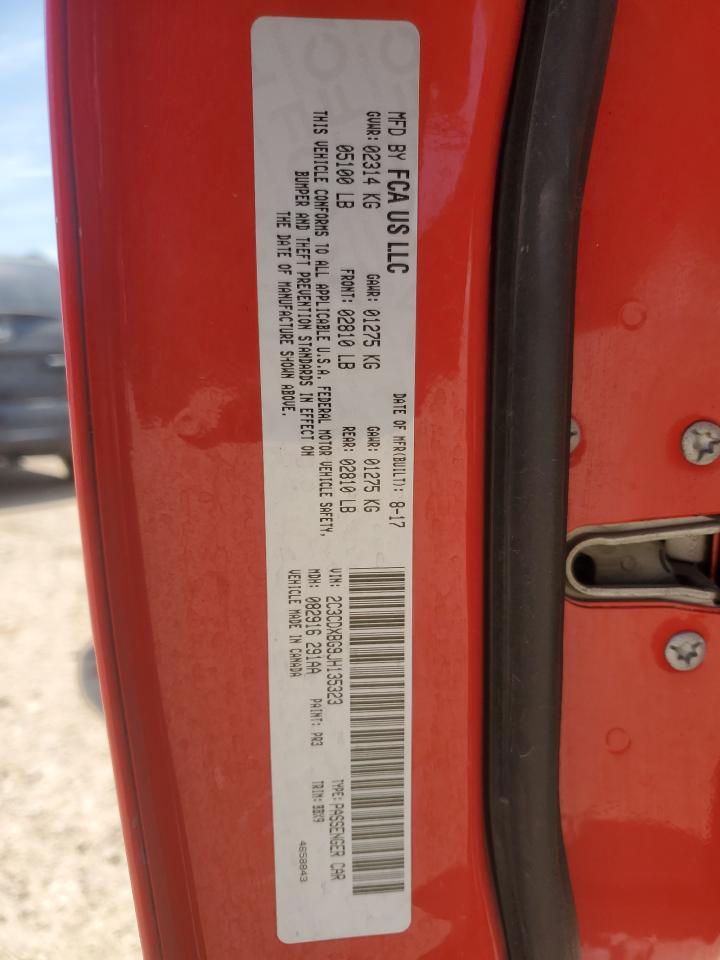 MFD BY FCA US LLC
DATE OF MFR(BUILT): 8-17
GVWR: 02314 KG GAWR: 01275 KG GAWR: 01275 KG
05100 LB FRONT: 02810 LB REAR: 02810 LB
THIS VEHICLE CONFORMS TO ALL APPLICABLE U.S.A. FEDERAL MOTOR VEHICLE SAFETY,
BUMPER AND THEFT PREVENTION STANDARDS IN EFFECT ON
THE DATE OF MANUFACTURE SHOWN ABOVE.
VIN: 2C3CDXBG9JH135323 TYPE: PASSENGER CAR
MDH: 082916 291AA PAINT: PR3 TRIM: BBX9
VEHICLE MADE IN CANADA
4658843